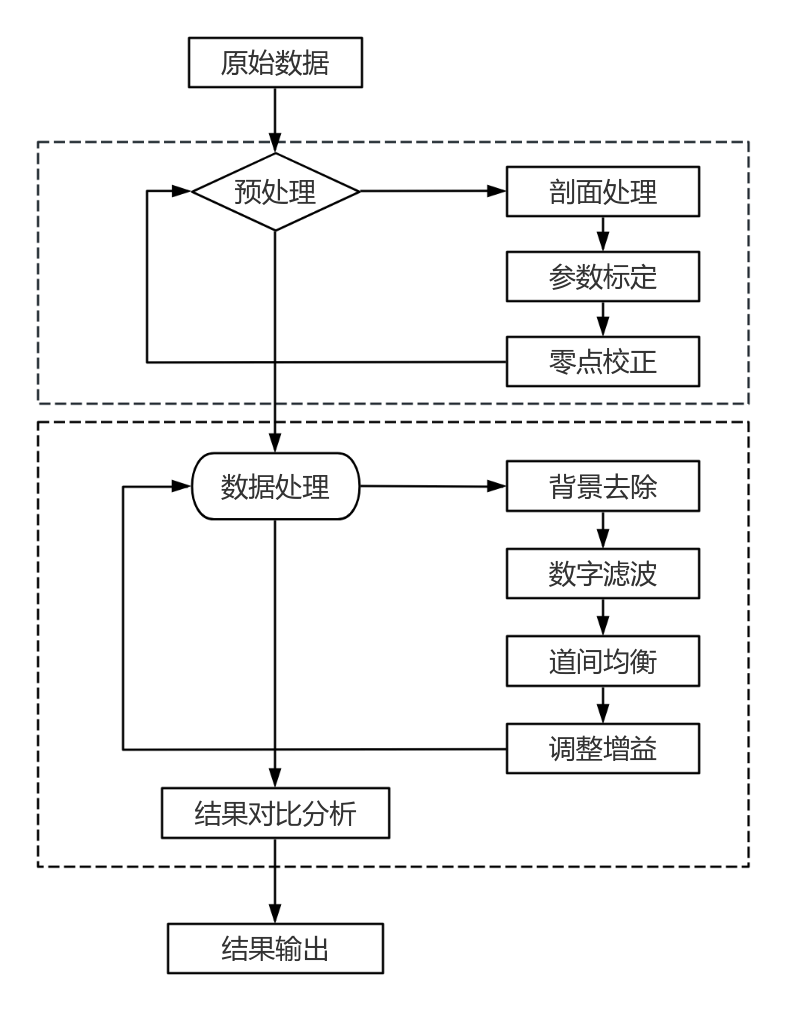 原始数据
预处理
剖面处理
参数标定
零点校正
数据处理
背景去除
数字滤波
道间均衡
调整增益
结果对比分析
结果输出